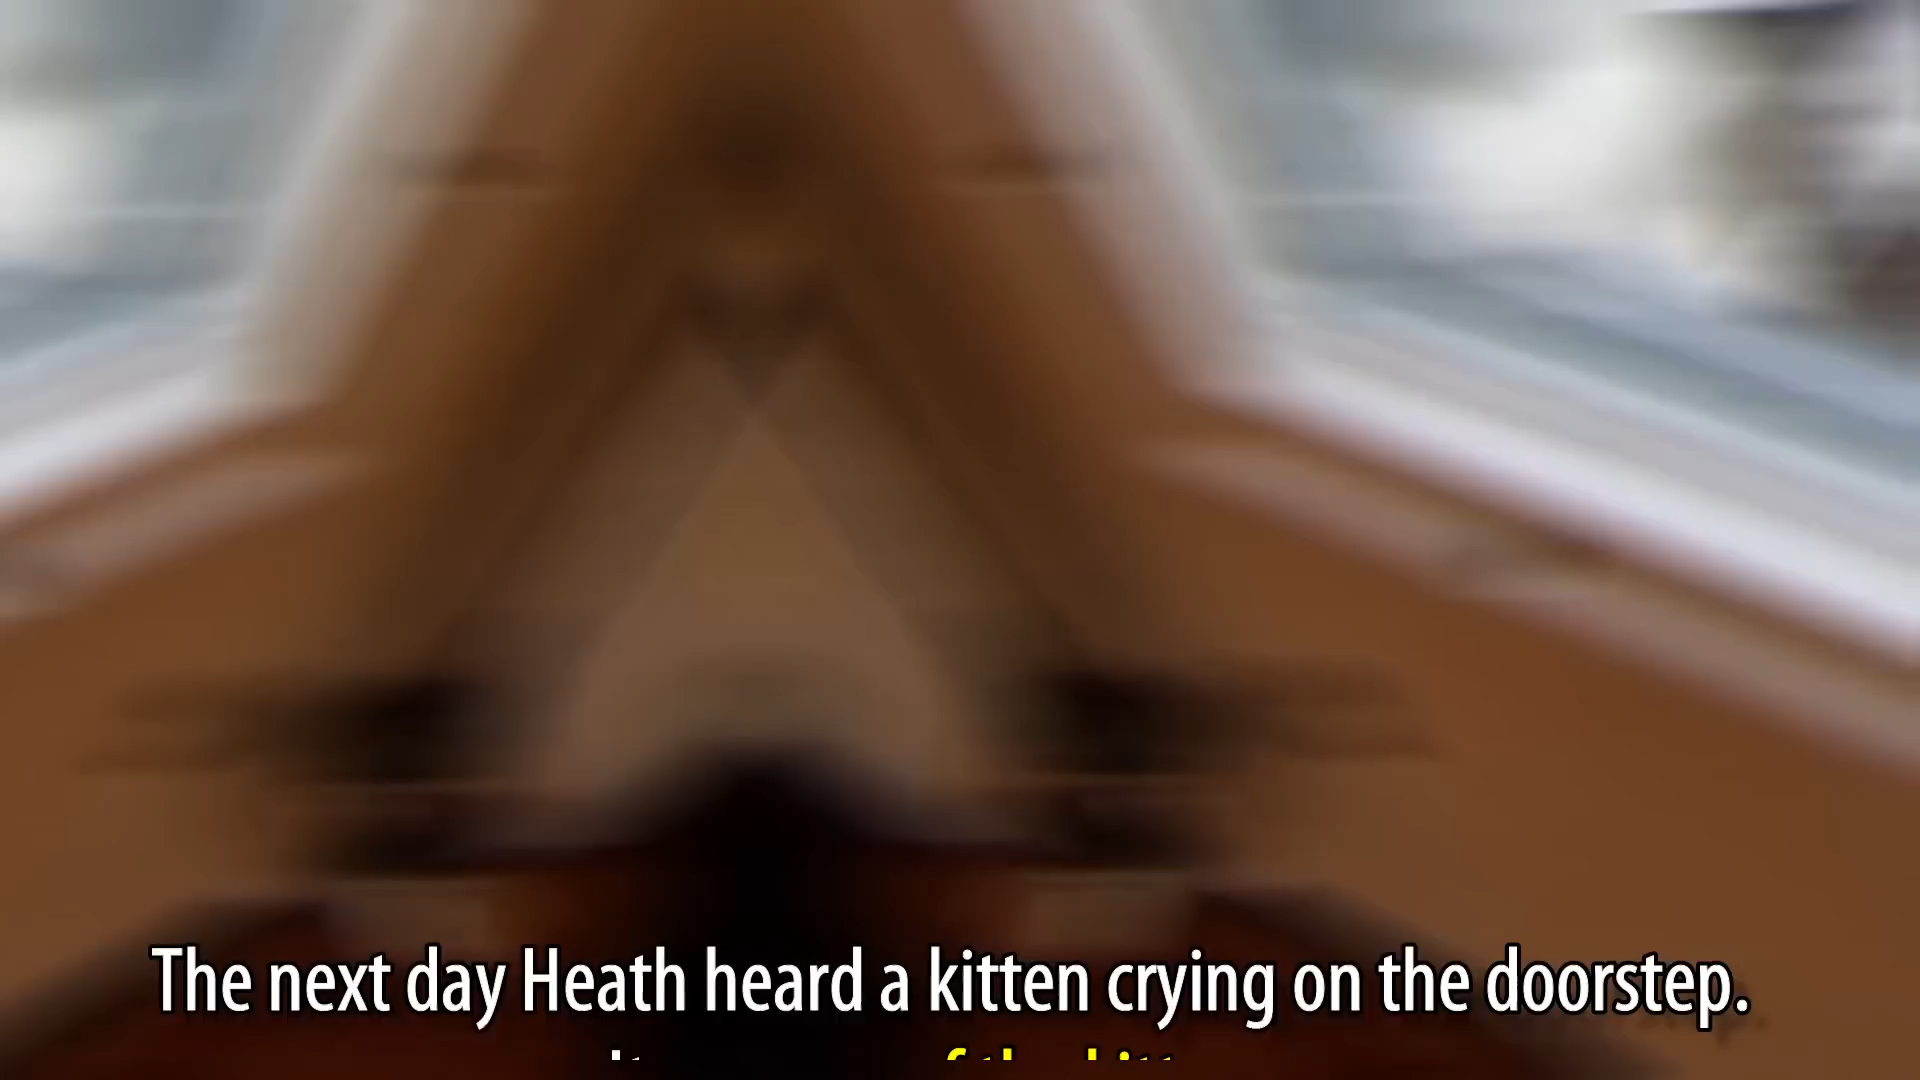 The next day Heath heard a kitten crying on the doorstep.